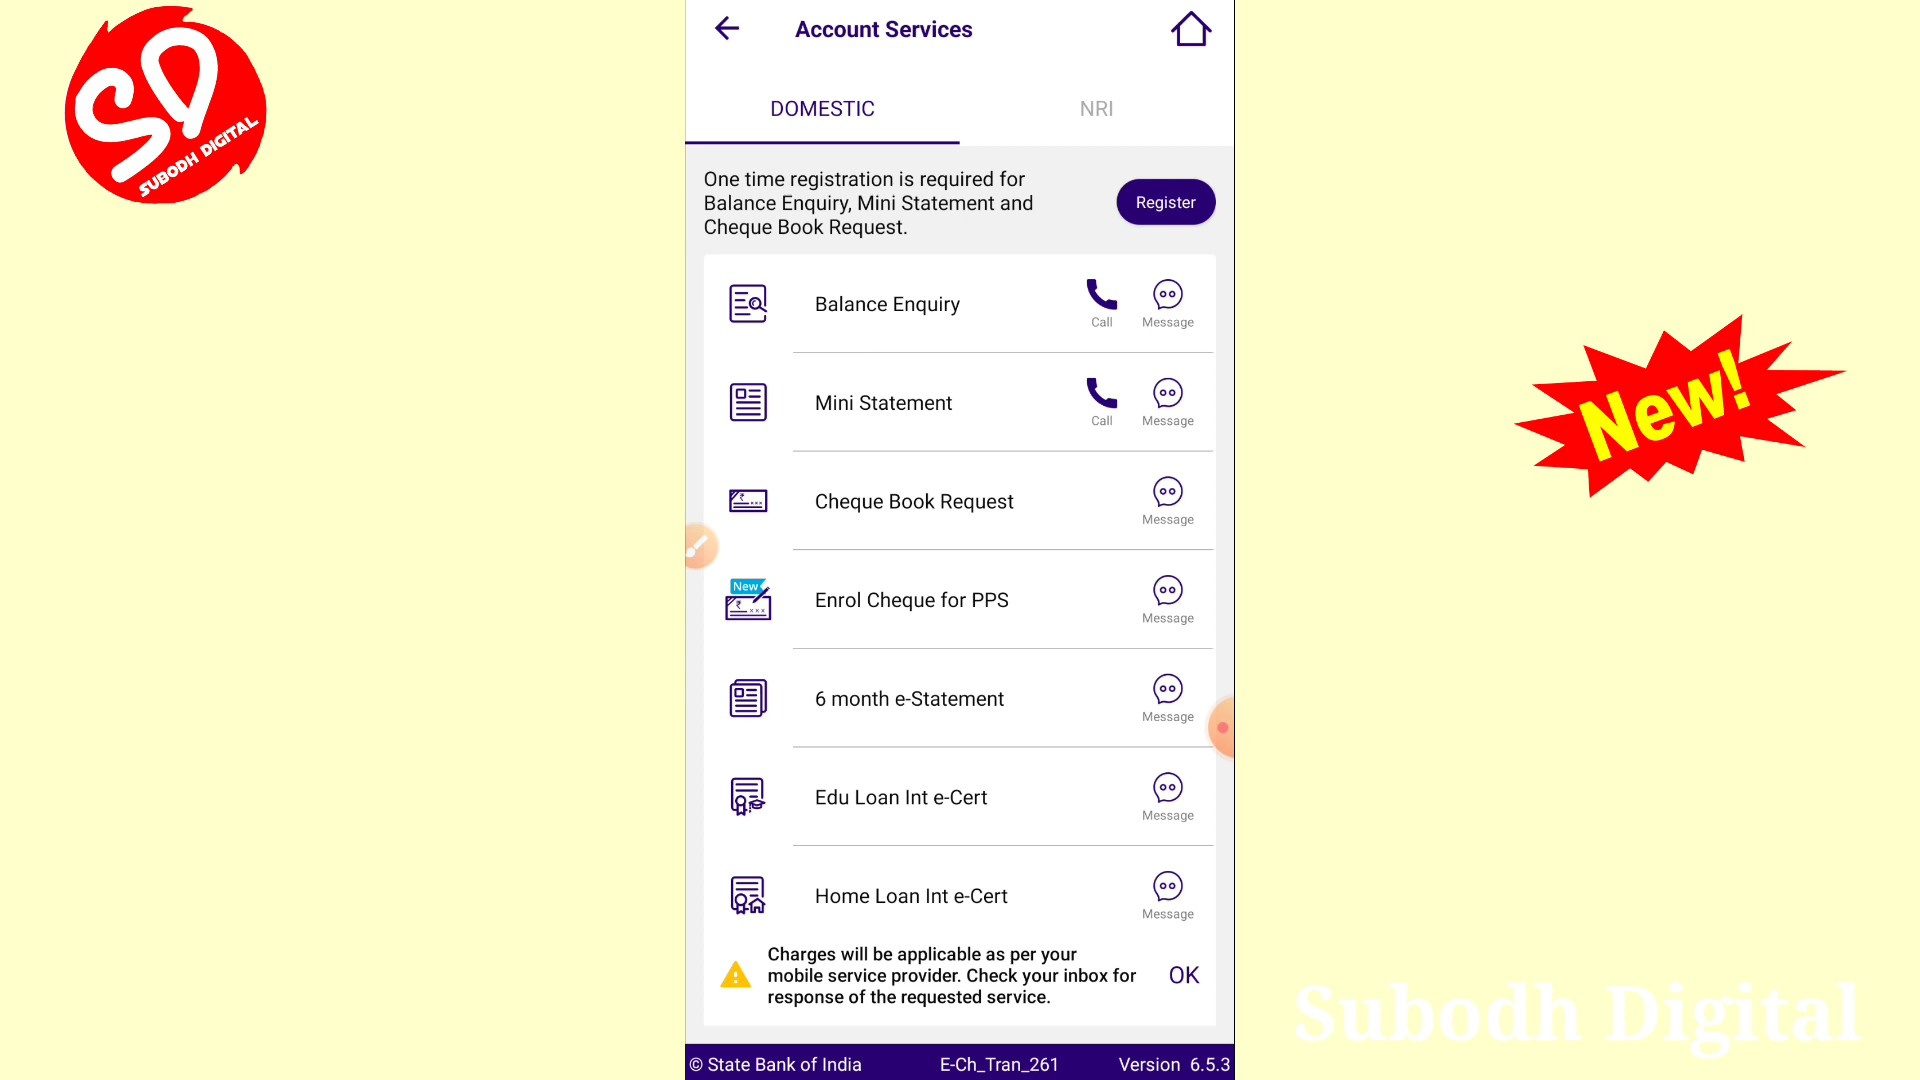 SD
SUBODH DIGITAL
Account Services
DOMESTIC
NRI
One time registration is required for
Balance Enquiry, Mini Statement and
Cheque Book Request.
Register
Balance Enquiry
Call
Message
Mini Statement
Call
Message
Cheque Book Request
Message
New
Enrol Cheque for PPS
Message
6 month e-Statement
Message
Edu Loan Int e-Cert
Message
Home Loan Int e-Cert
Message
Charges will be applicable as per your
mobile service provider. Check your inbox for
response of the requested service.
OK
© State Bank of India
E-Ch_Tran_261
Version 6.5.3
New!
Subodh Digital